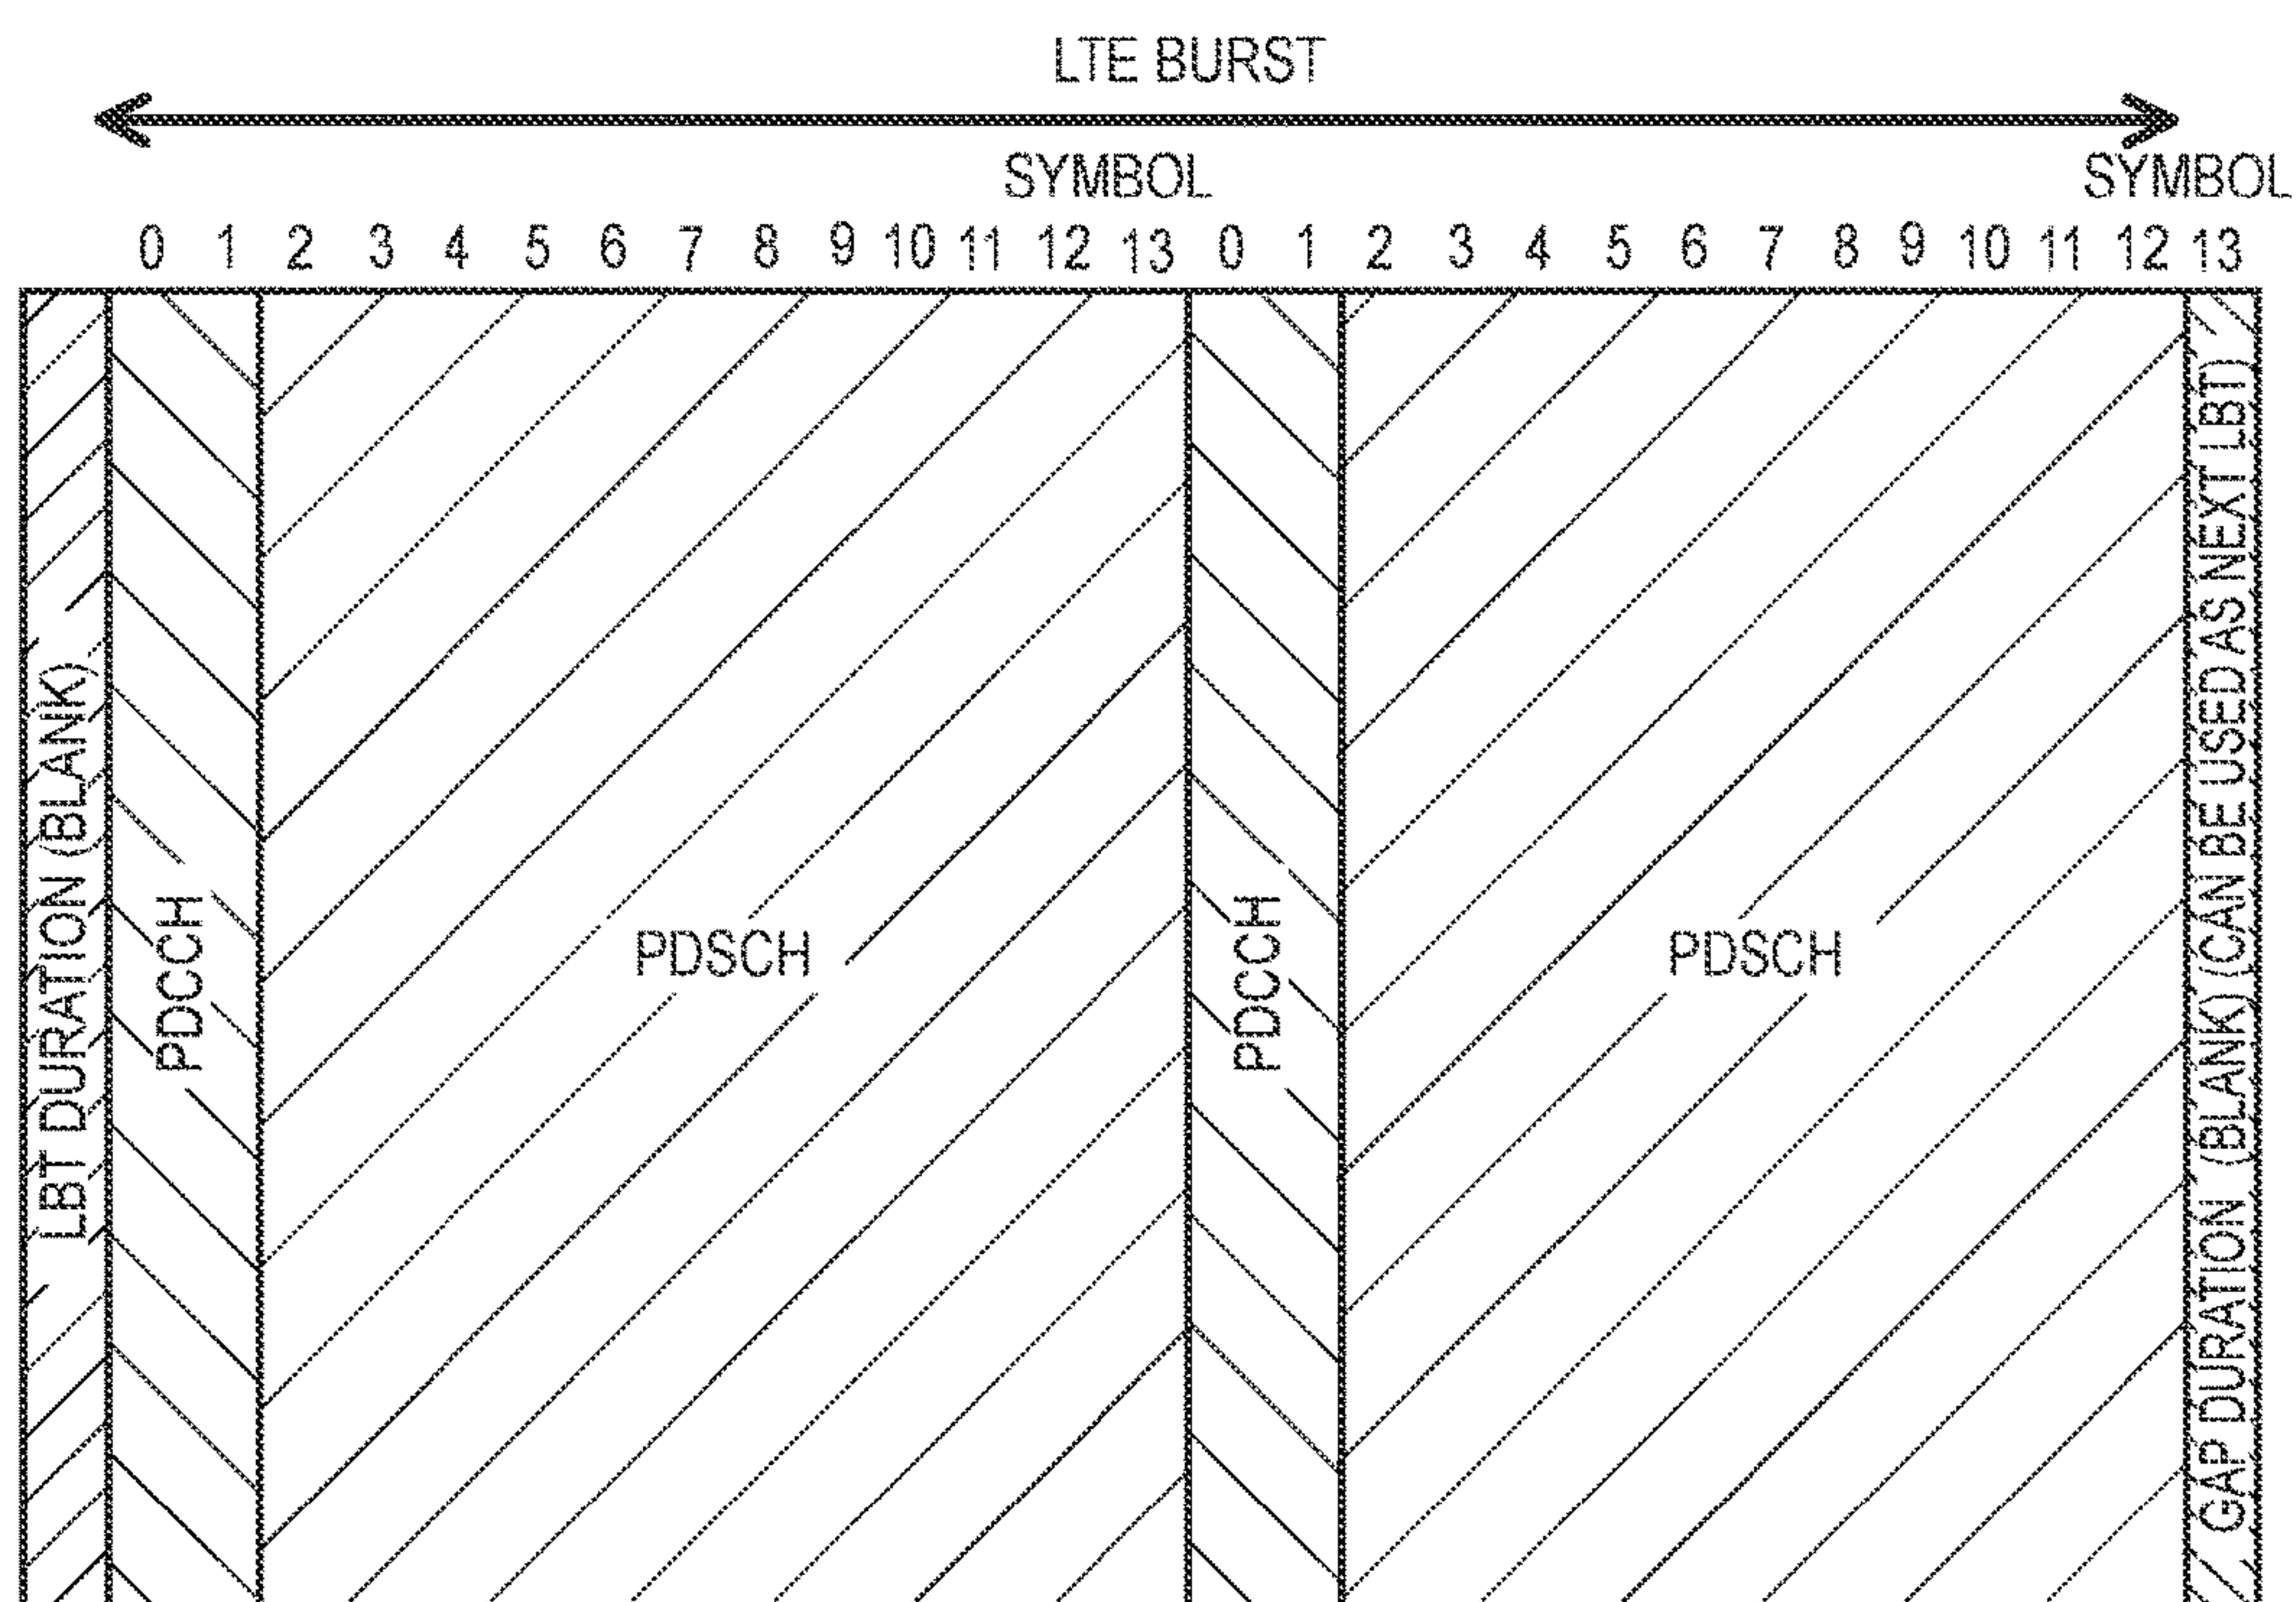 LTE BURST
SYMBOL
SYMBOL
0 1 2 3 4 5 6 7 8 9 10 11 12 13 0 1 2 3 4 5 6 7 8 9 10 11 12 13
LBT DURATION (BLANK)
PDCCH
PDSCH
PDCCH
PDSCH
GAP DURATION (BLANK) (CAN BE USED AS NEXT LBT)